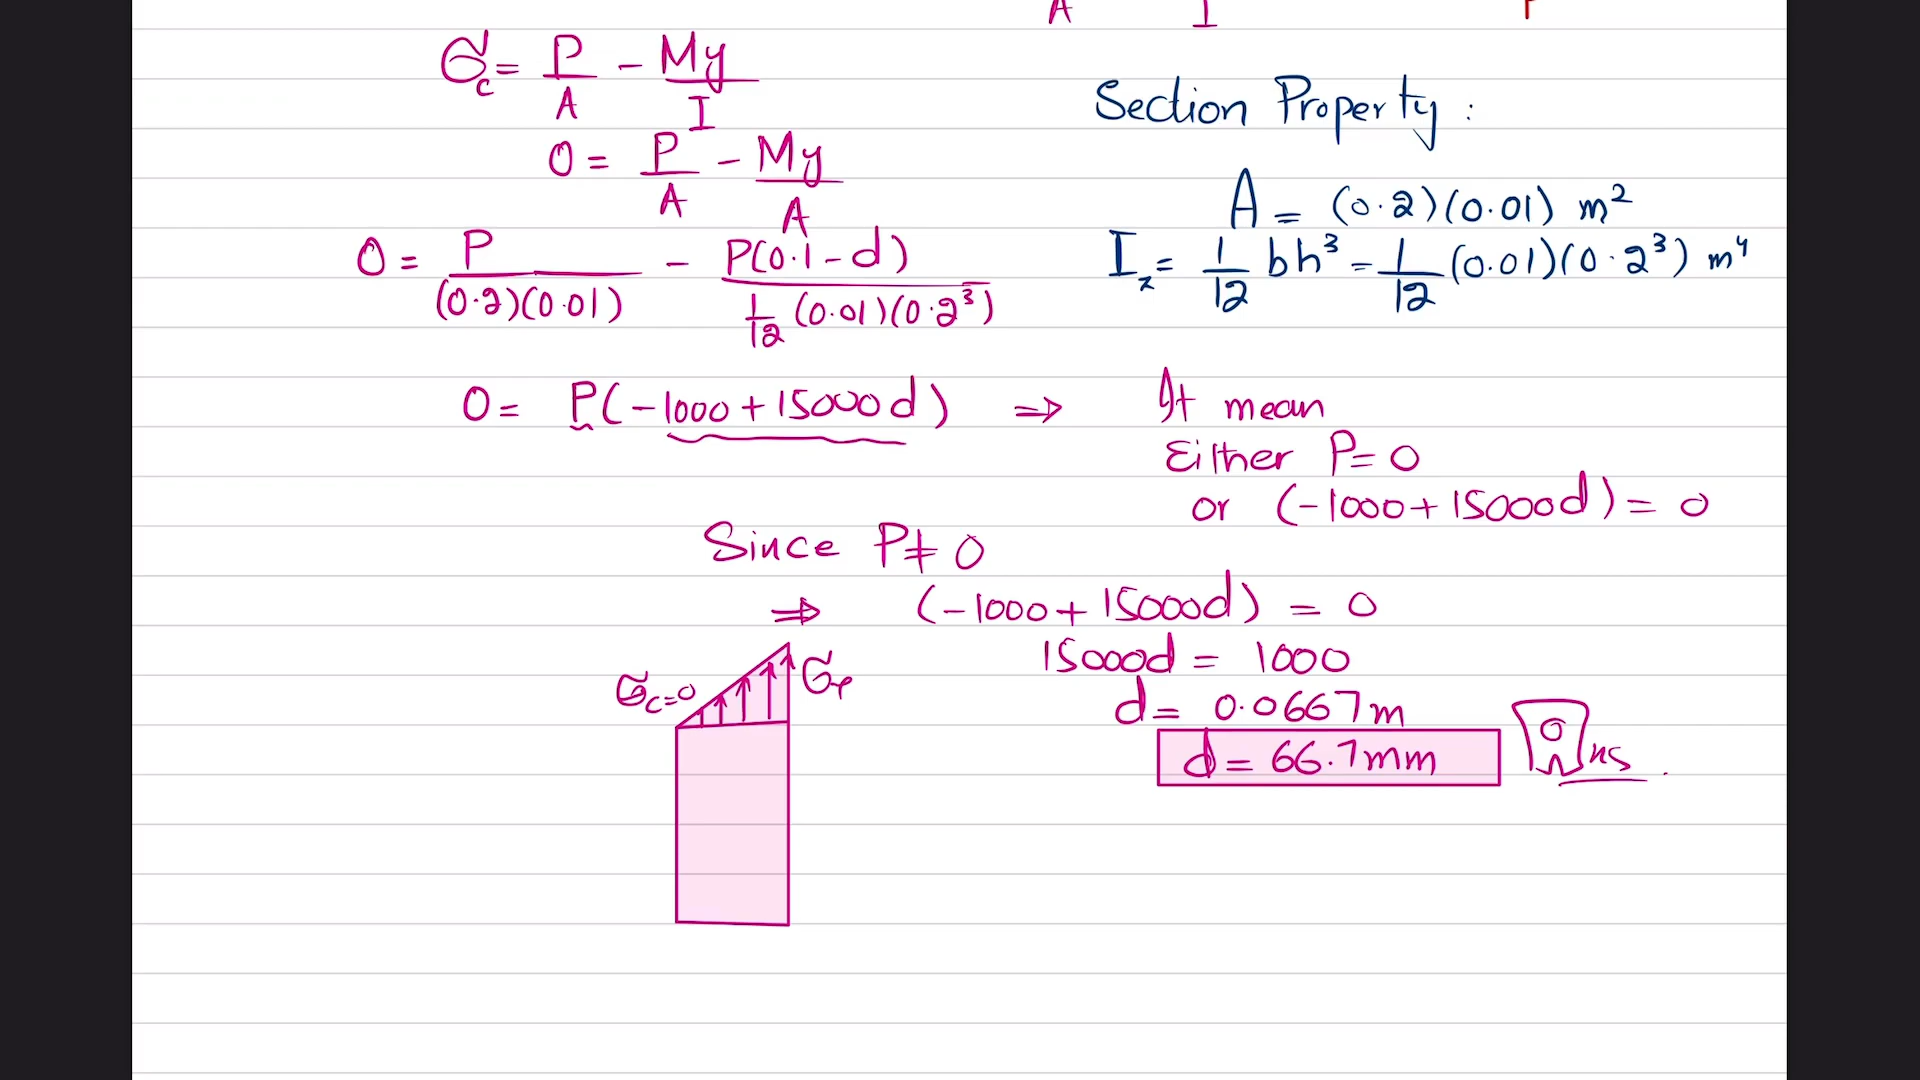 A I P
σc = P/A - My/I
0 = P/A - My/A
0 = P/(0.2)(0.01) - P(0.1-d)/1/12 (0.01)(0.2³)
0 = P(-1000+15000d) ⇒
Section Property :
A = (0.2)(0.01) m²
Iz = 1/12 bh³ = 1/12 (0.01)(0.2³) m⁴
It mean
Either P=0
or (-1000+15000d) = 0
Since P≠0
⇒ (-1000+15000d) = 0
15000d = 1000
d = 0.0667m
d = 66.7mm
Ans
σc=0